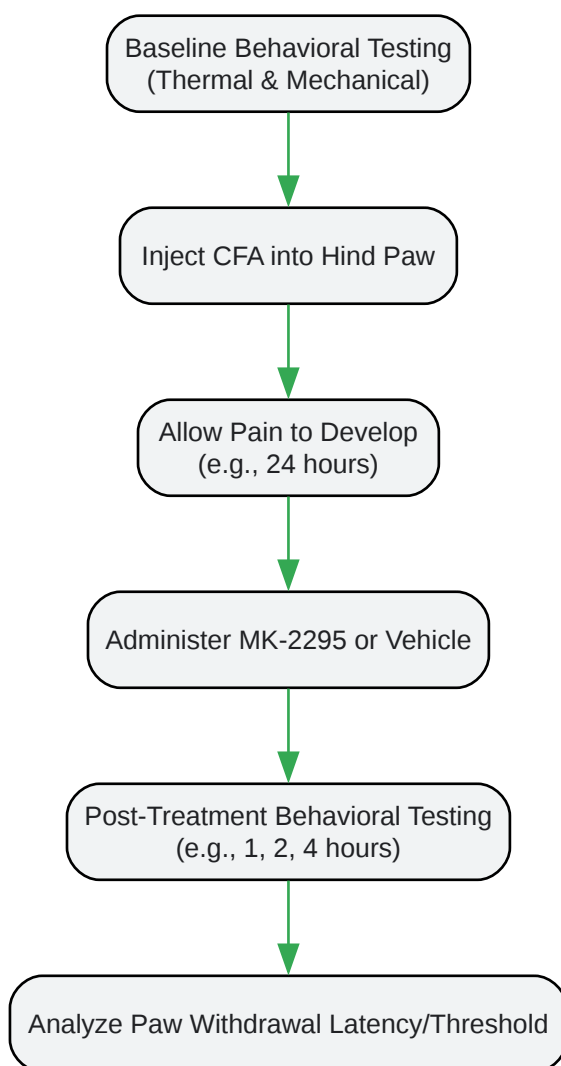 Baseline Behavioral Testing
(Thermal & Mechanical)
Inject CFA into Hind Paw
Allow Pain to Develop
(e.g., 24 hours)
Administer MK-2295 or Vehicle
Post-Treatment Behavioral Testing
(e.g., 1, 2, 4 hours)
Analyze Paw Withdrawal Latency/Threshold